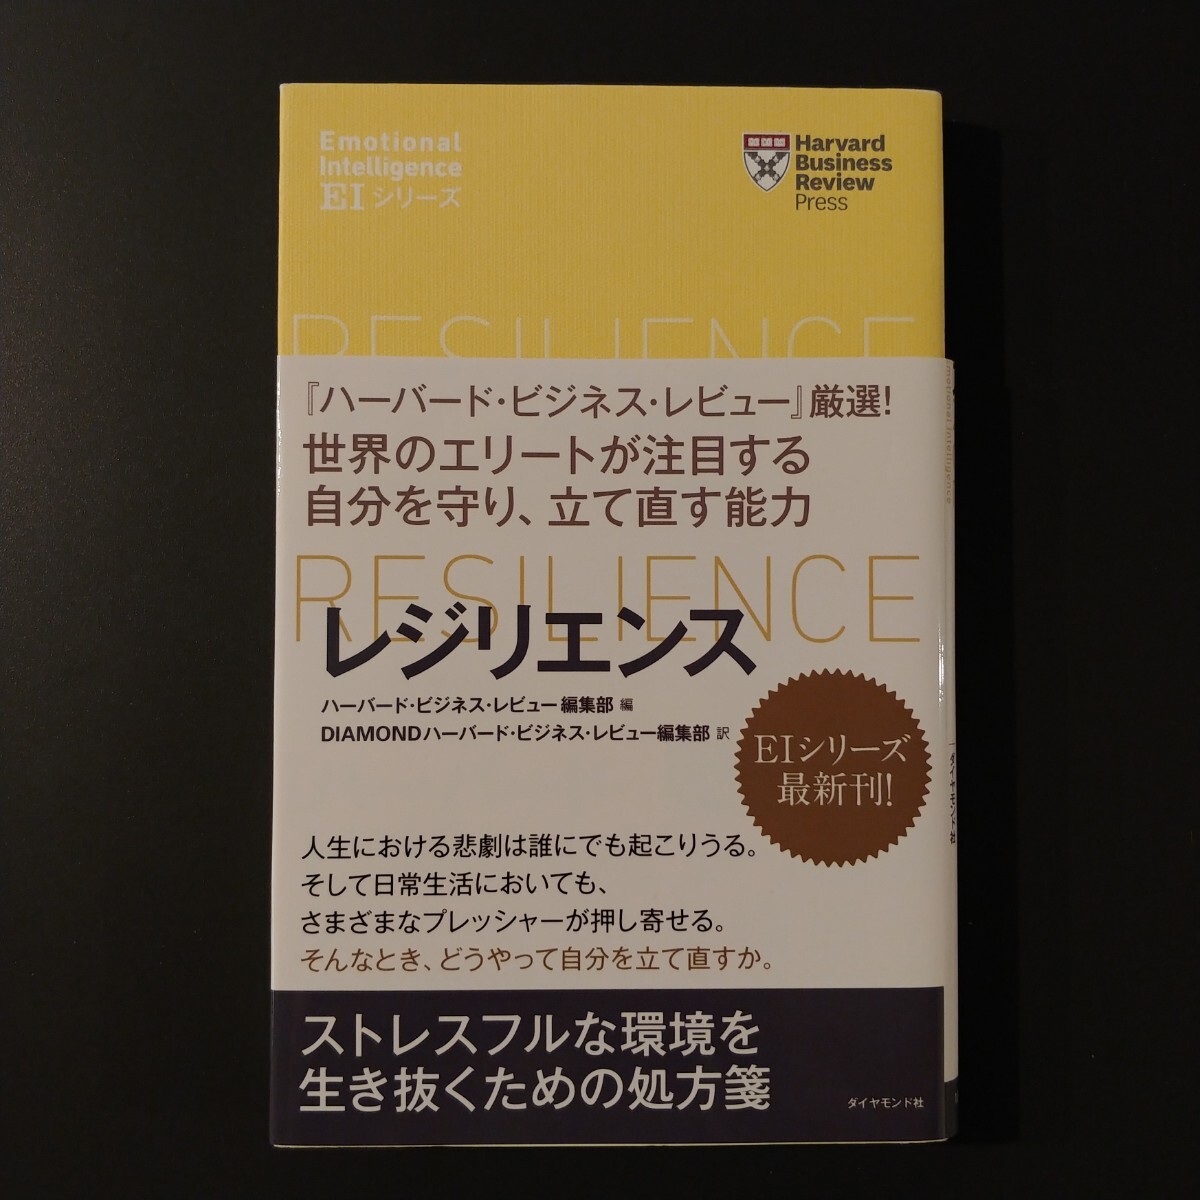 Emotional
Intelligence
EIシリーズ
Harvard
Business
Review
Press
RESILIENCE
『ハーバード・ビジネス・レビュー』厳選!
世界のエリートが注目する
自分を守り、立て直す能力
RESILIENCE
レジリエンス
ハーバード・ビジネス・レビュー編集部 編
DIAMONDハーバード・ビジネス・レビュー編集部 訳
EIシリーズ
最新刊!
人生における悲劇は誰にでも起こりうる。
そして日常生活においても、
さまざまなプレッシャーが押し寄せる。
そんなとき、どうやって自分を立て直すか。
ストレスフルな環境を
生き抜くための処方箋
ダイヤモンド社
ダイヤモンド社